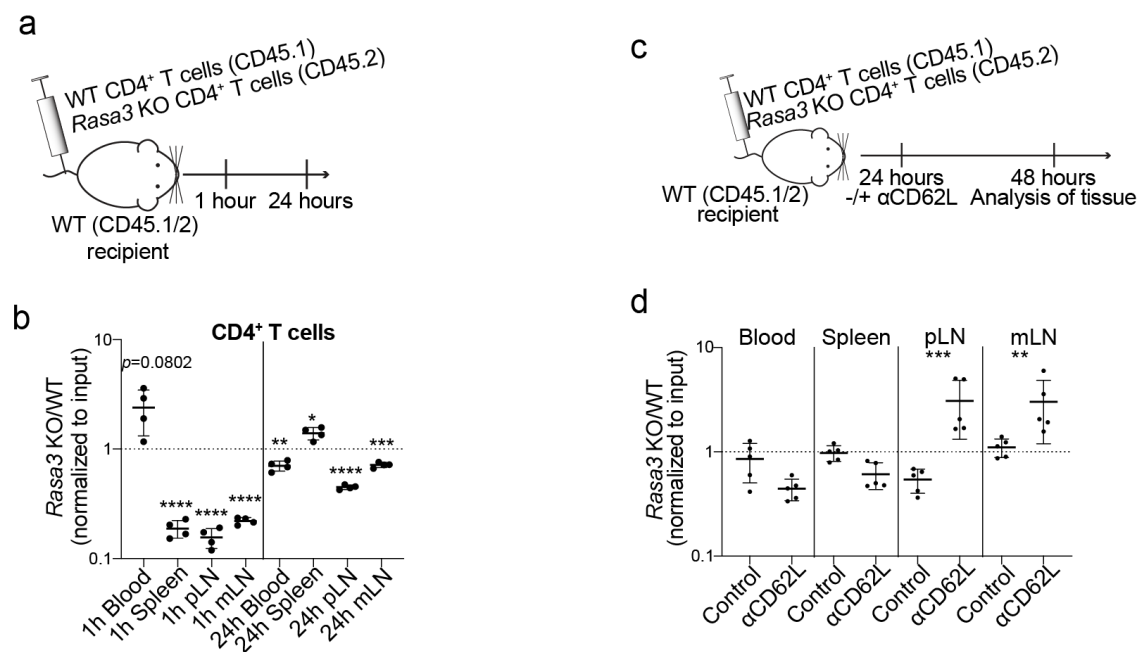 a
WT CD4⁺ T cells (CD45.1)
Rasa3 KO CD4⁺ T cells (CD45.2)
1 hour
24 hours
WT (CD45.1/2)
recipient
b
CD4⁺ T cells
Rasa3 KO/WT
(normalized to input)
10
1
0.1
p=0.0802
****
****
****
**
*
****
***
1h Blood
1h Spleen
1h pLN
1h mLN
24h Blood
24h Spleen
24h pLN
24h mLN
c
WT CD4⁺ T cells (CD45.1)
Rasa3 KO CD4⁺ T cells (CD45.2)
WT (CD45.1/2)
recipient
24 hours
-/+ αCD62L
48 hours
Analysis of tissue
d
Rasa3 KO/WT
(normalized to input)
10
1
0.1
Blood
Spleen
pLN
mLN
***
**
Control
αCD62L
Control
αCD62L
Control
αCD62L
Control
αCD62L